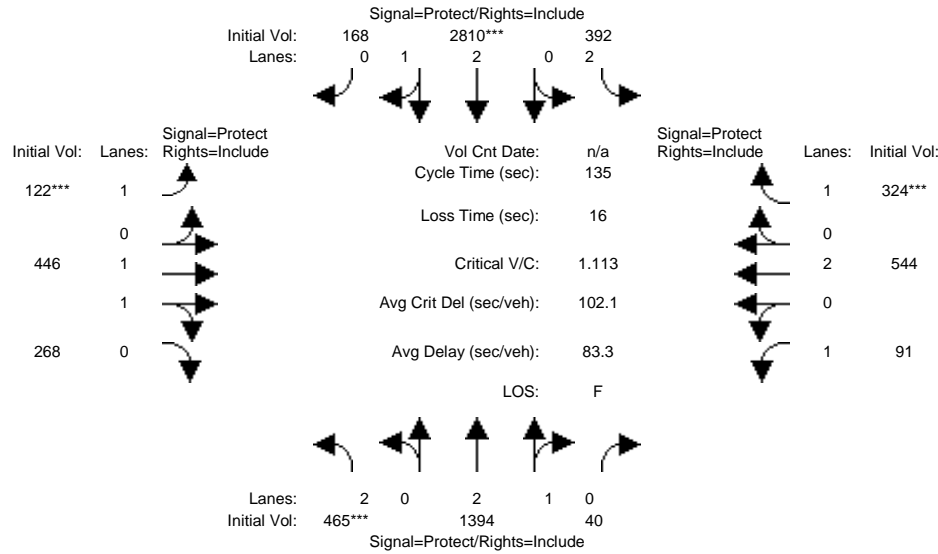 Signal=Protect/Rights=Include
Initial Vol: 168 2810*** 392
Lanes: 0 1 2 0 2
Signal=Protect
Initial Vol: Lanes: Rights=Include
Vol Cnt Date: n/a
Signal=Protect
Rights=Include Lanes: Initial Vol:
Cycle Time (sec): 135
122*** 1
1 324***
Loss Time (sec): 16
0
0
446 1
Critical V/C: 1.113
2 544
1
Avg Crit Del (sec/veh): 102.1
0
268 0
Avg Delay (sec/veh): 83.3
1 91
LOS: F
Lanes: 2 0 2 1 0
Initial Vol: 465*** 1394 40
Signal=Protect/Rights=Include